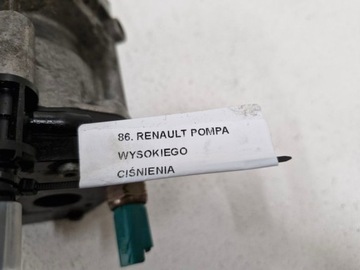 86. RENAULT POMPA
WYSOKIEGO
CIŚNIENIA